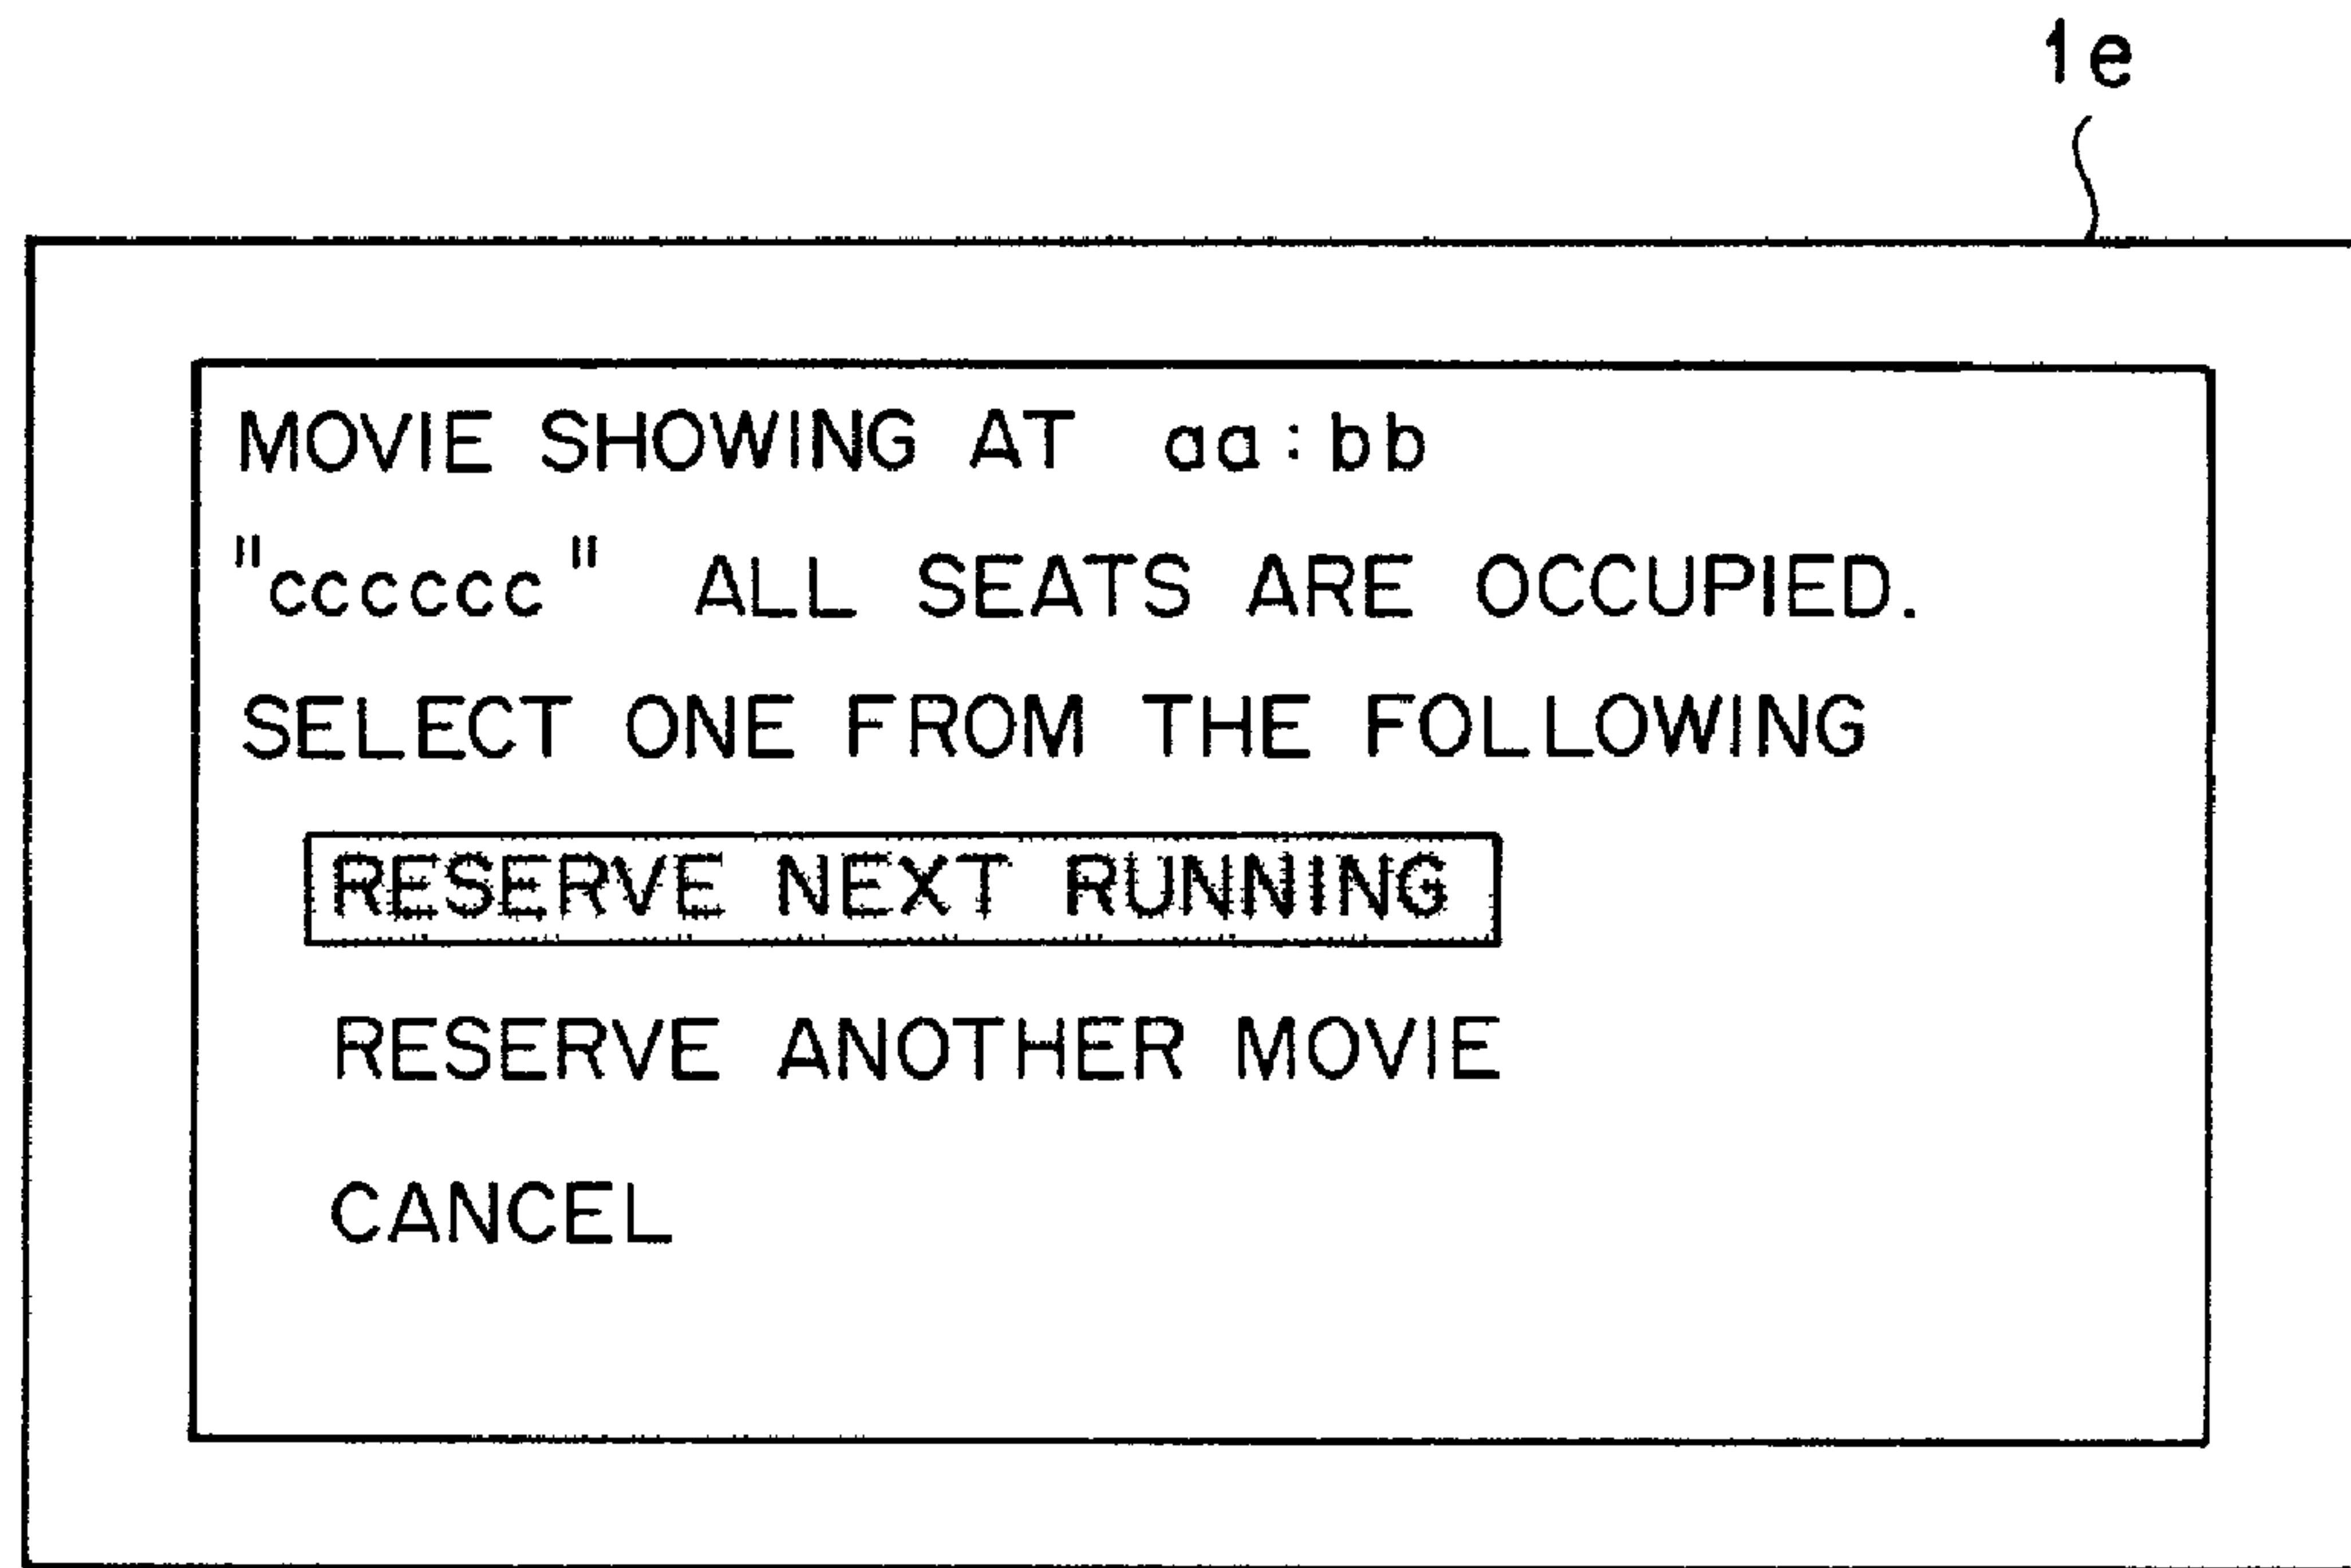 1e
MOVIE SHOWING AT aa:bb
"ccccc" ALL SEATS ARE OCCUPIED.
SELECT ONE FROM THE FOLLOWING
RESERVE NEXT RUNNING
RESERVE ANOTHER MOVIE
CANCEL